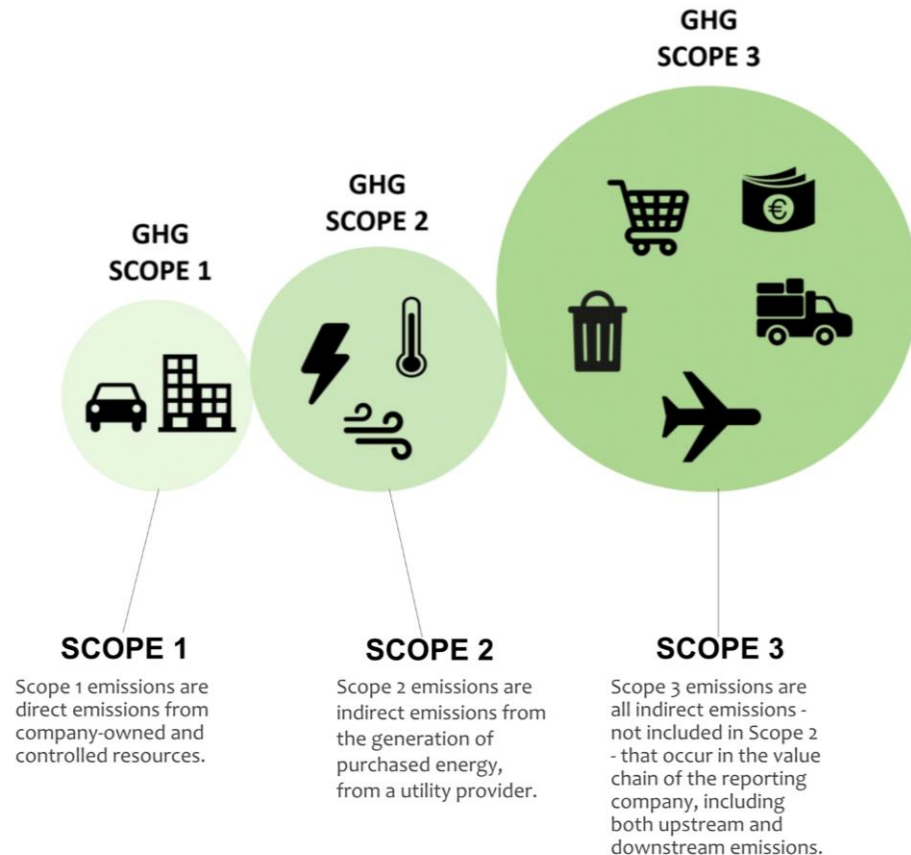 GHG
SCOPE 3
GHG
SCOPE 2
GHG
SCOPE 1
€
SCOPE 1
Scope 1 emissions are
direct emissions from
company-owned and
controlled resources.
SCOPE 2
Scope 2 emissions are
indirect emissions from
the generation of
purchased energy,
from a utility provider.
SCOPE 3
Scope 3 emissions are
all indirect emissions -
not included in Scope 2
- that occur in the value
chain of the reporting
company, including
both upstream and
downstream emissions.